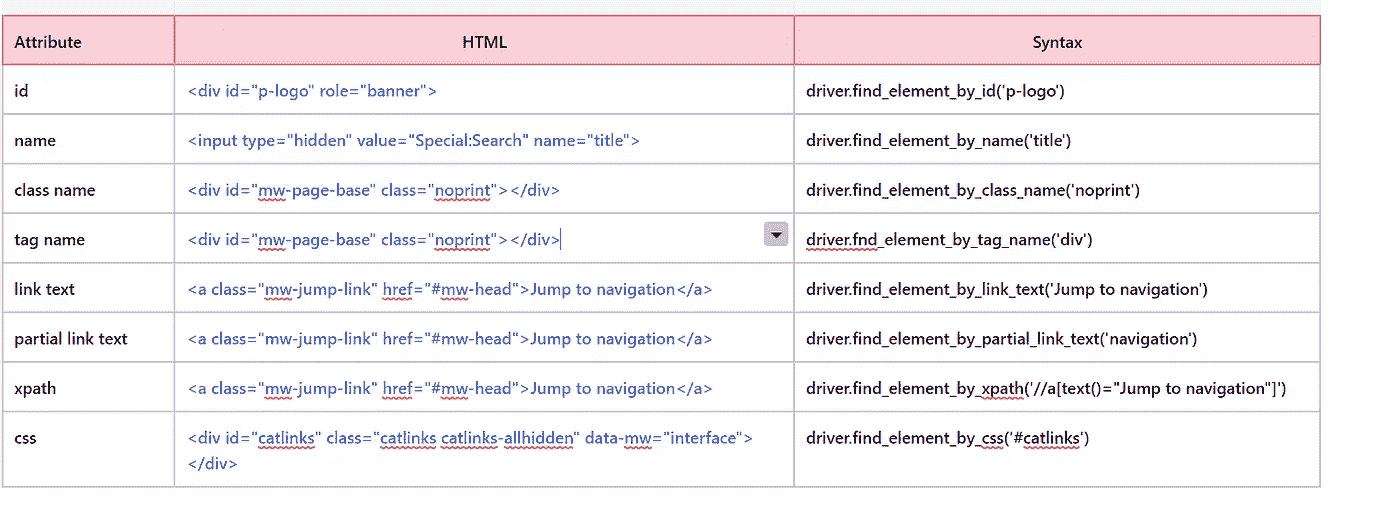 Attribute HTML Syntax
id <div id="p-logo" role="banner"> driver.find_element_by_id('p-logo')
name <input type="hidden" value="Special:Search" name="title"> driver.find_element_by_name('title')
class name <div id="mw-page-base" class="noprint"></div> driver.find_element_by_class_name('noprint')
tag name <div id="mw-page-base" class="noprint"></div> driver.fnd_element_by_tag_name('div')
link text <a class="mw-jump-link" href="#mw-head">Jump to navigation</a> driver.find_element_by_link_text('Jump to navigation')
partial link text <a class="mw-jump-link" href="#mw-head">Jump to navigation</a> driver.find_element_by_partial_link_text('navigation')
xpath <a class="mw-jump-link" href="#mw-head">Jump to navigation</a> driver.find_element_by_xpath('//a[text()="Jump to navigation"]')
css <div id="catlinks" class="catlinks catlinks-allhidden" data-mw="interface"> driver.find_element_by_css('#catlinks')
</div>